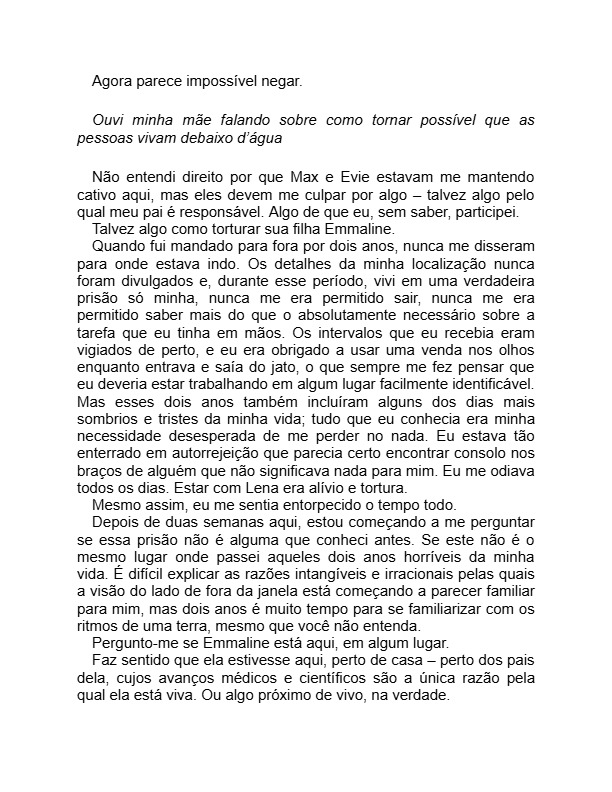 Agora parece impossível negar.
Ouvi minha mãe falando sobre como tornar possível que as
pessoas vivam debaixo d’água
Não entendi direito por que Max e Evie estavam me mantendo
cativo aqui, mas eles devem me culpar por algo – talvez algo pelo
qual meu pai é responsável. Algo de que eu, sem saber, participei.
Talvez algo como torturar sua filha Emmaline.
Quando fui mandado para fora por dois anos, nunca me disseram
para onde estava indo. Os detalhes da minha localização nunca
foram divulgados e, durante esse período, vivi em uma verdadeira
prisão só minha, nunca me era permitido sair, nunca me era
permitido saber mais do que o absolutamente necessário sobre a
tarefa que eu tinha em mãos. Os intervalos que eu recebia eram
vigiados de perto, e eu era obrigado a usar uma venda nos olhos
enquanto entrava e saía do jato, o que sempre me fez pensar que
eu deveria estar trabalhando em algum lugar facilmente identificável.
Mas esses dois anos também incluíram alguns dos dias mais
sombrios e tristes da minha vida; tudo que eu conhecia era minha
necessidade desesperada de me perder no nada. Eu estava tão
enterrado em autorrejeição que parecia certo encontrar consolo nos
braços de alguém que não significava nada para mim. Eu me odiava
todos os dias. Estar com Lena era alívio e tortura.
Mesmo assim, eu me sentia entorpecido o tempo todo.
Depois de duas semanas aqui, estou começando a me perguntar
se essa prisão não é alguma que conheci antes. Se este não é o
mesmo lugar onde passei aqueles dois anos horríveis da minha
vida. É difícil explicar as razões intangíveis e irracionais pelas quais
a visão do lado de fora da janela está começando a parecer familiar
para mim, mas dois anos é muito tempo para se familiarizar com os
ritmos de uma terra, mesmo que você não entenda.
Pergunto-me se Emmaline está aqui, em algum lugar.
Faz sentido que ela estivesse aqui, perto de casa – perto dos pais
dela, cujos avanços médicos e científicos são a única razão pela
qual ela está viva. Ou algo próximo de vivo, na verdade.